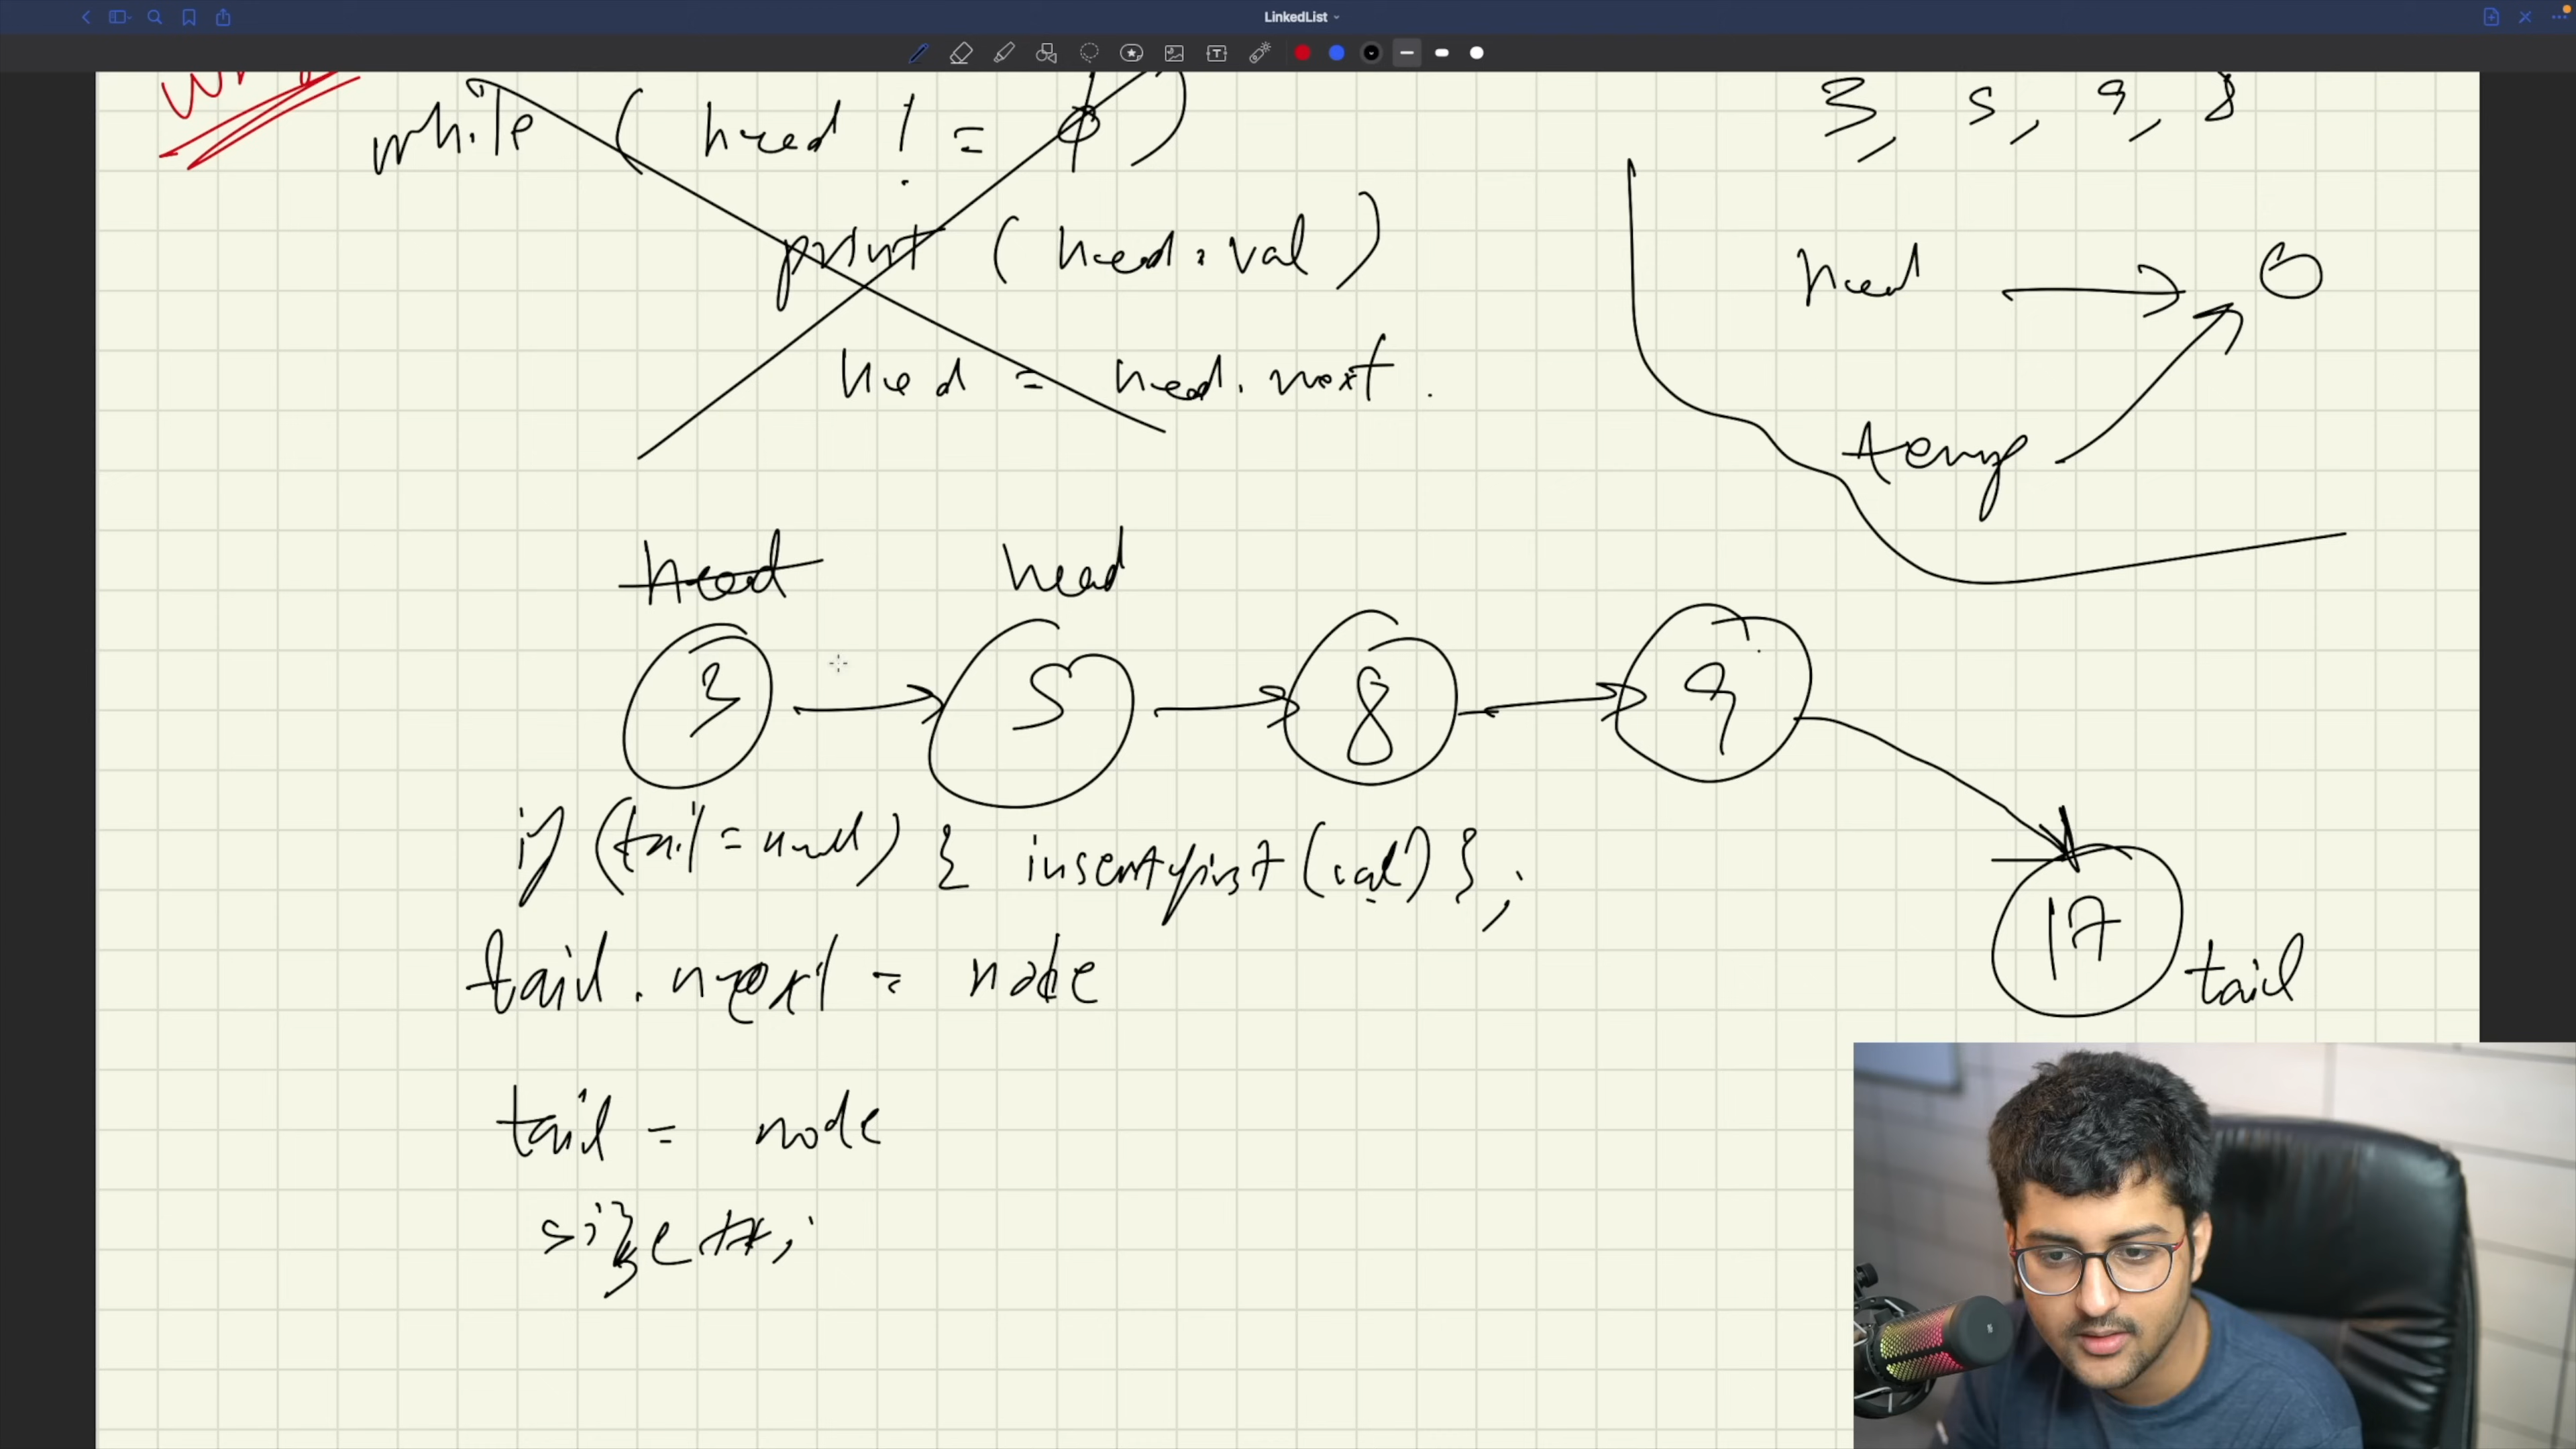 LinkedList
while ( head != ∅ )
3, 5, 9, 8
print ( head.val )
head
head = head.next.
temp
head head
3 5 8 9
if (tail = null) { insertfirst (val) };
17
tail.next = node
tail
tail = node
size++;